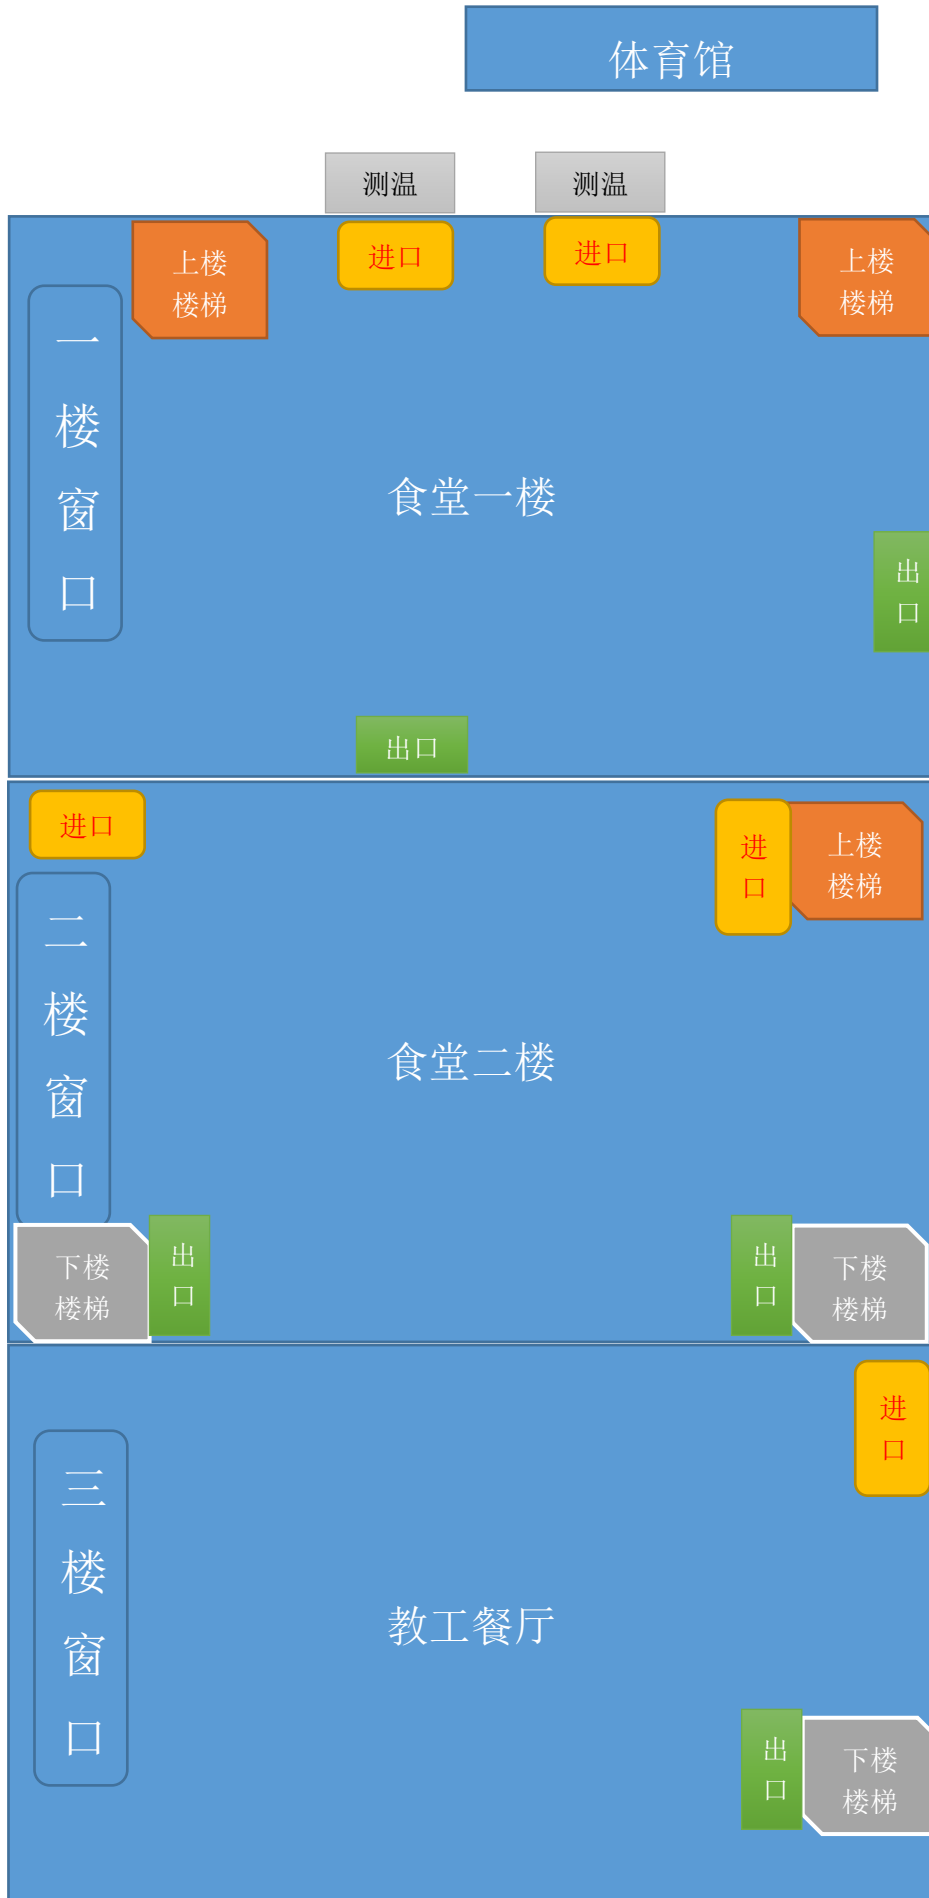 体育馆
测温
测温
上楼
楼梯
进口
进口
上楼
楼梯
一
楼
窗
口
食堂一楼
出
口
出口
进口
进
口
上楼
楼梯
二
楼
窗
口
食堂二楼
下楼
楼梯
出
口
出
口
下楼
楼梯
进
口
三
楼
窗
口
教工餐厅
出
口
下楼
楼梯